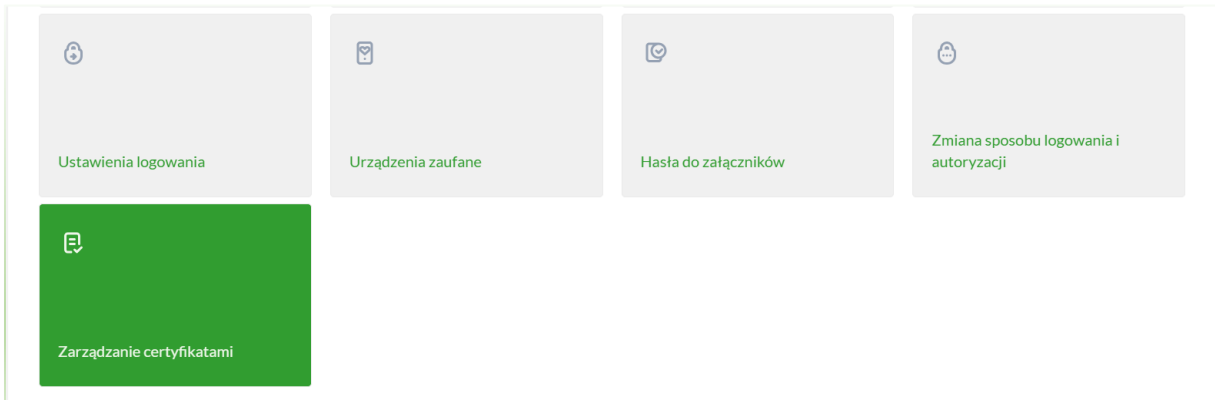 Ustawienia logowania
Urządzenia zaufane
Hasła do załączników
Zmiana sposobu logowania i
autoryzacji
Zarządzanie certyfikatami